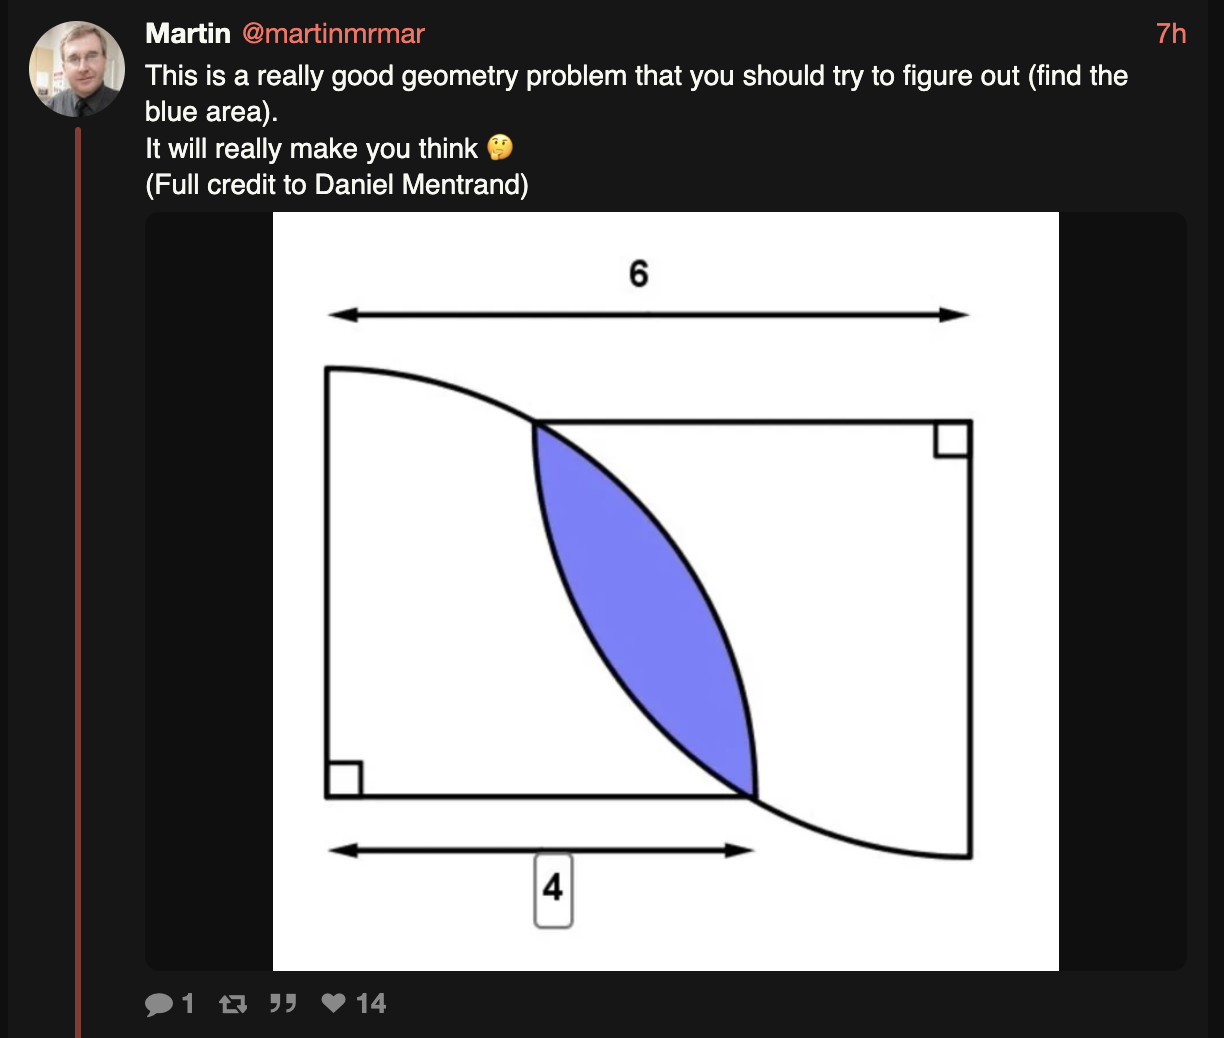 Martin @martinmrmar 7h
This is a really good geometry problem that you should try to figure out (find the
blue area).
It will really make you think 🤔
(Full credit to Daniel Mentrand)
6
4
1 14